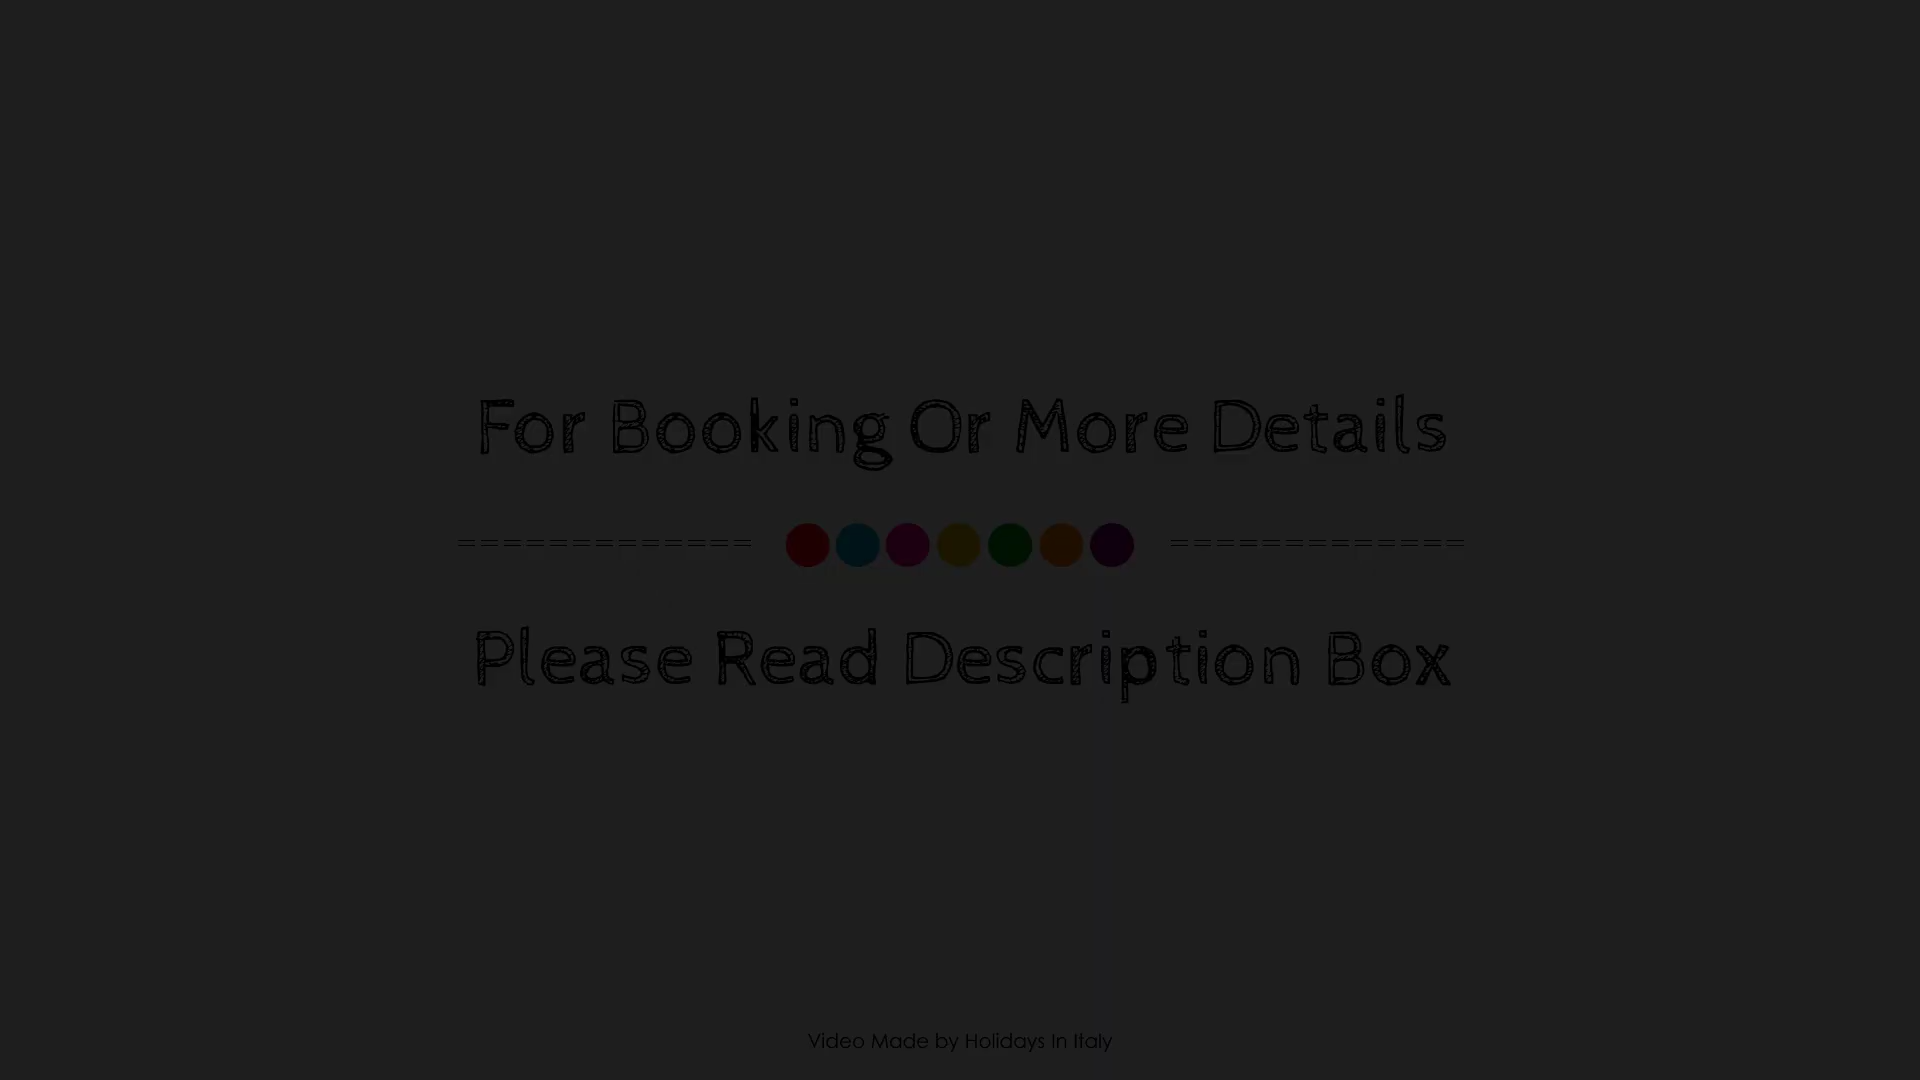 For Booking Or More Details
============= =============
Please Read Description Box
Video Made by Holidays In Italy